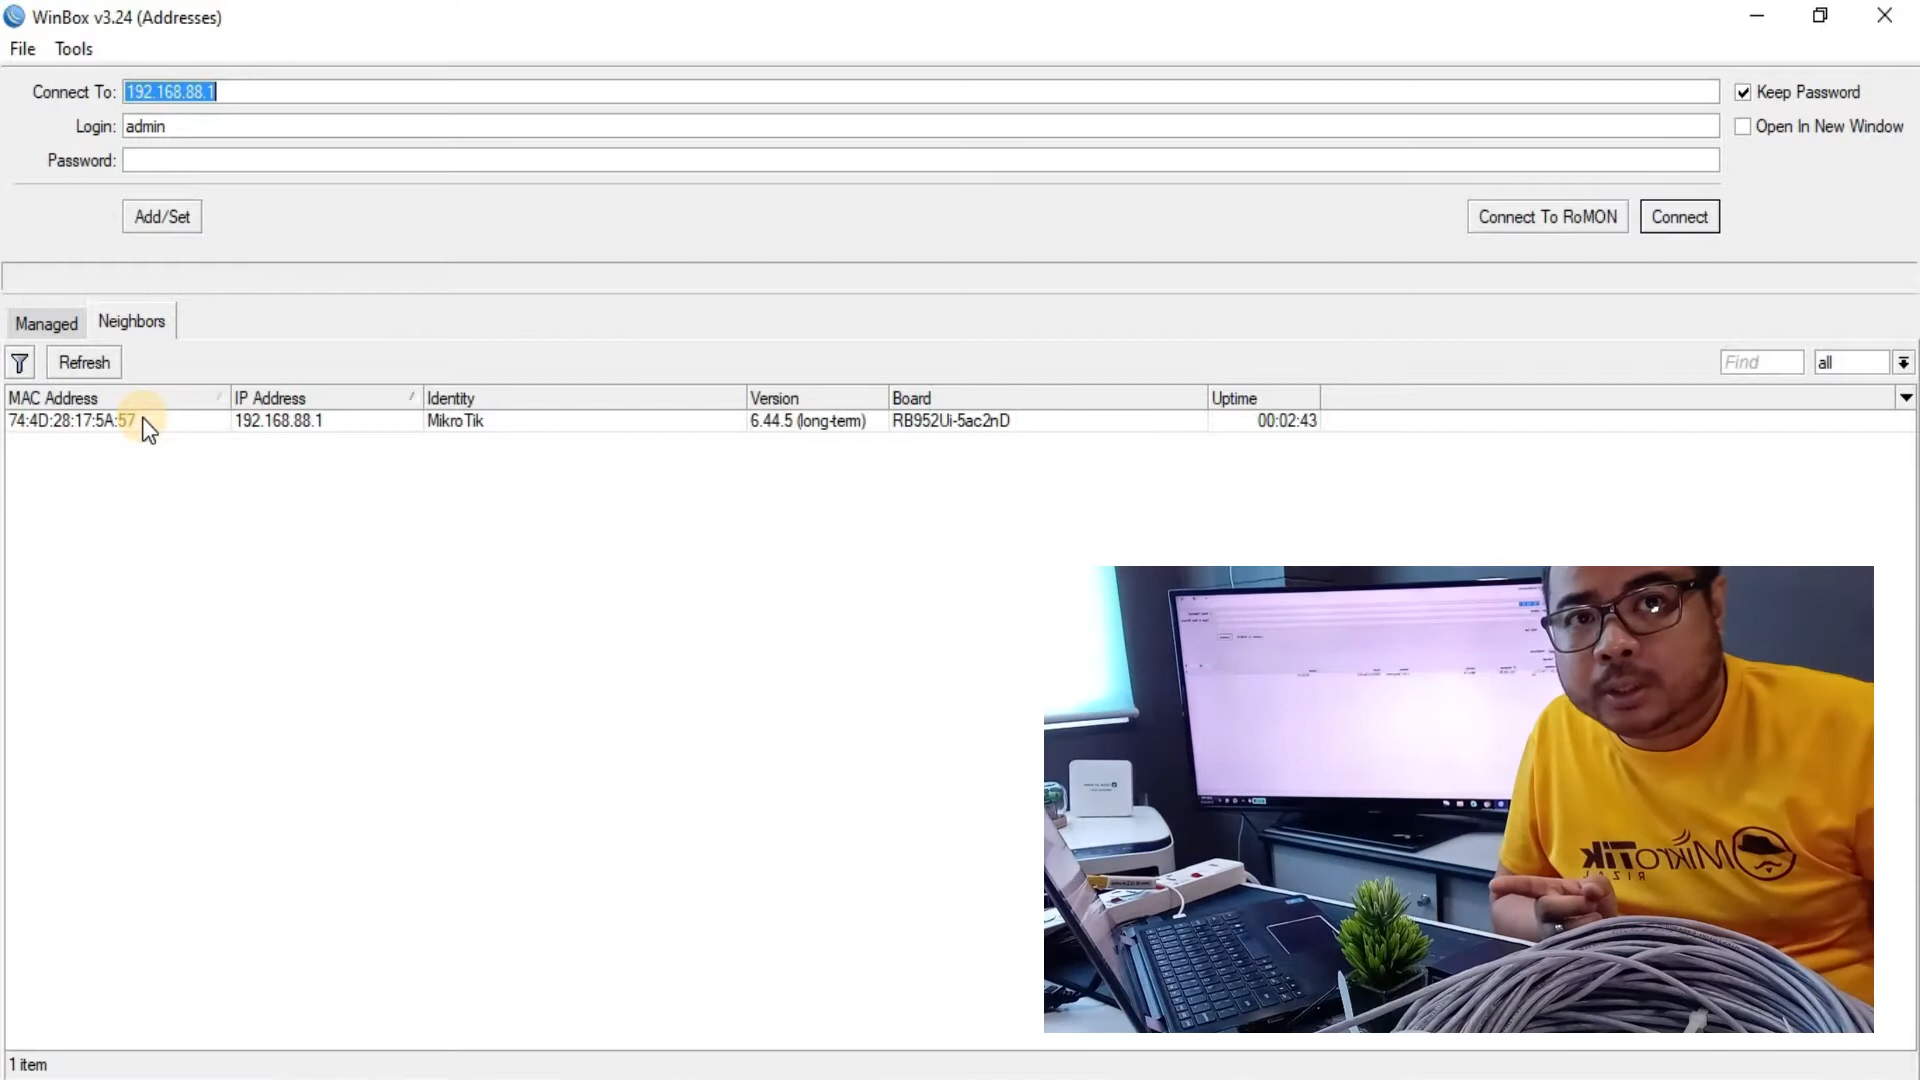 WinBox v3.24 (Addresses)
File Tools
Connect To: 192.168.88.1
Keep Password
Login: admin
Open In New Window
Password:
Add/Set
Connect To RoMON
Connect
Managed
Neighbors
Refresh
Find
all
MAC Address IP Address Identity Version Board Uptime
74:4D:28:17:5A:57 192.168.88.1 MikroTik 6.44.5 (long-term) RB952Ui-5ac2nD 00:02:43
MikroTik
RIZAL
1 item